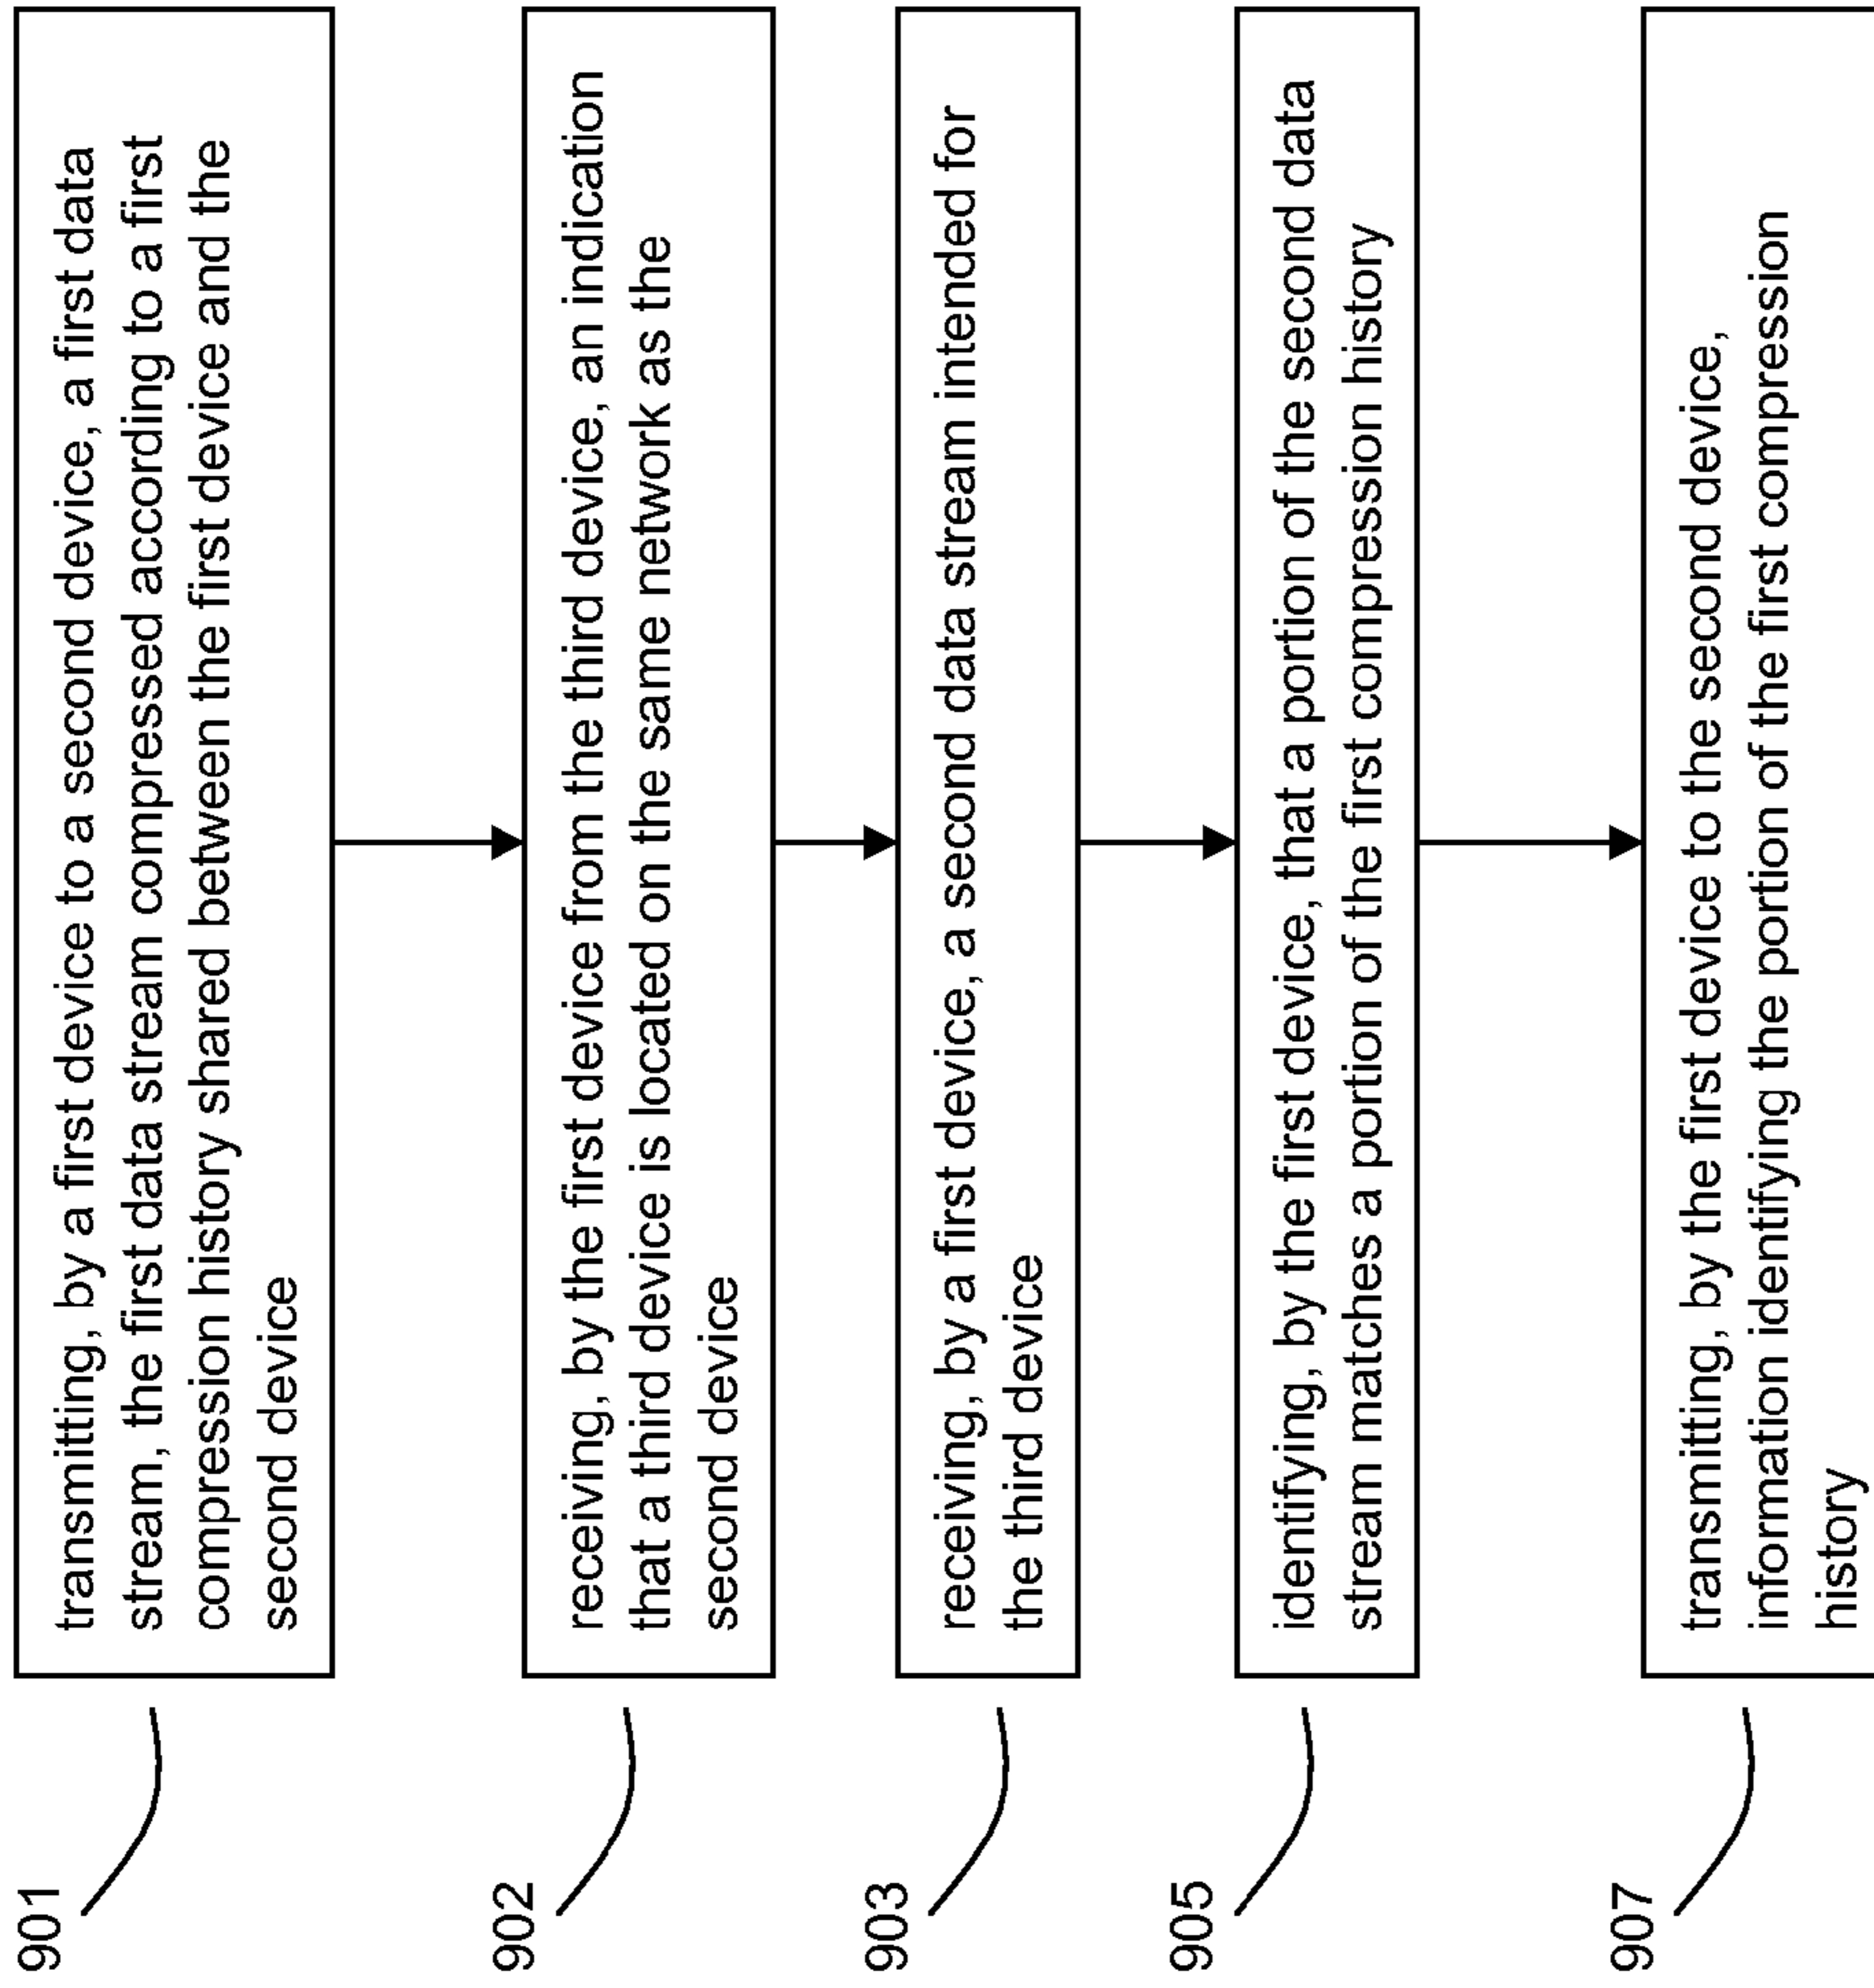 901
transmitting, by a first device to a second device, a first data
stream, the first data stream compressed according to a first
compression history shared between the first device and the
second device
902
receiving, by the first device from the third device, an indication
that a third device is located on the same network as the
second device
903
receiving, by a first device, a second data stream intended for
the third device
905
identifying, by the first device, that a portion of the second data
stream matches a portion of the first compression history
907
transmitting, by the first device to the second device,
information identifying the portion of the first compression
history